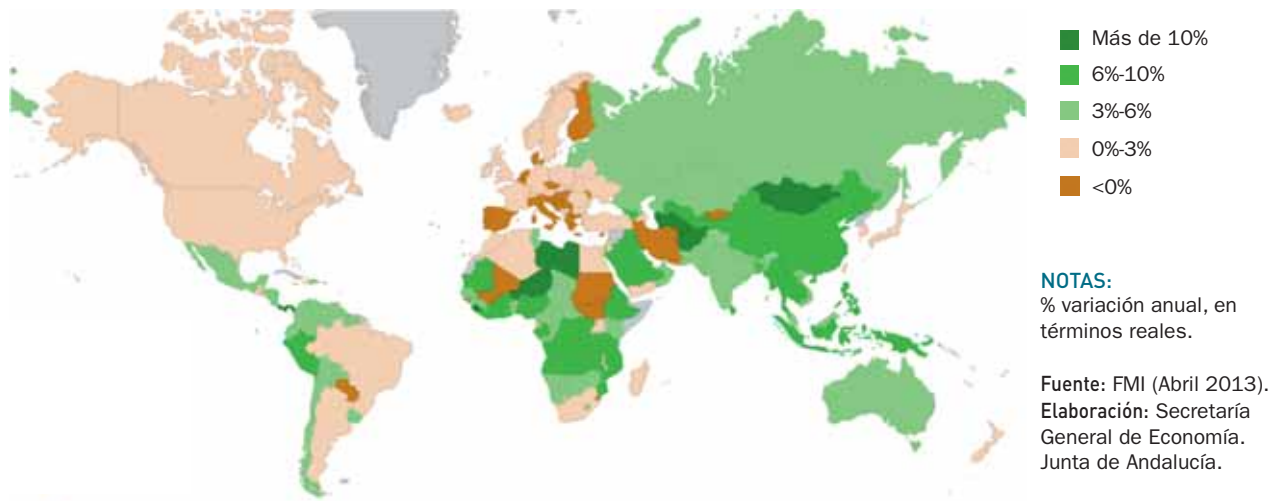 Más de 10%
6%-10%
3%-6%
0%-3%
<0%
NOTAS:
% variación anual, en
términos reales.
Fuente: FMI (Abril 2013).
Elaboración: Secretaría
General de Economía.
Junta de Andalucía.